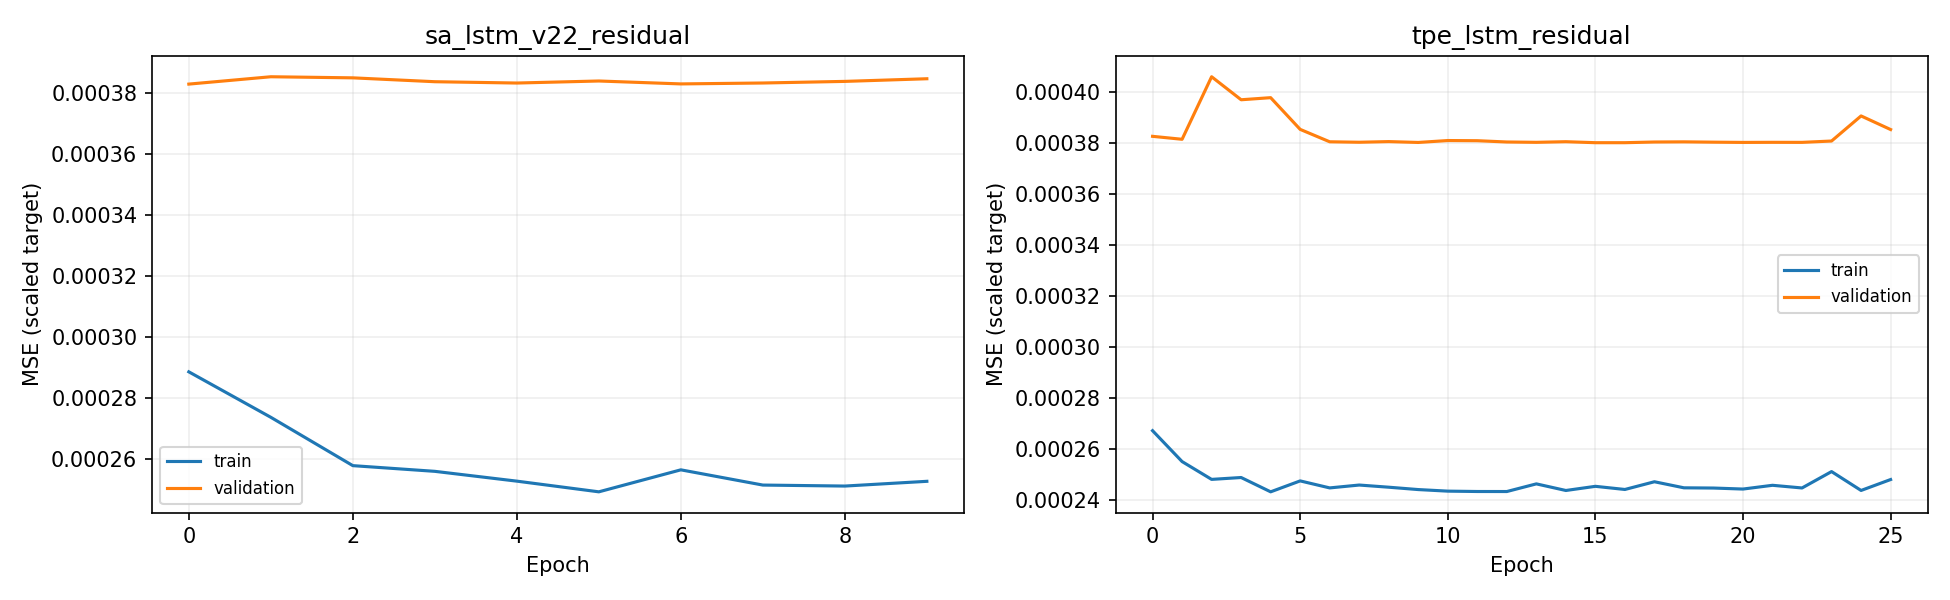 sa_lstm_v22_residual
MSE (scaled target)
0.00038
0.00036
0.00034
0.00032
0.00030
0.00028
0.00026
train
validation
0 2 4 6 8
Epoch
tpe_lstm_residual
MSE (scaled target)
0.00040
0.00038
0.00036
0.00034
0.00032
0.00030
0.00028
0.00026
0.00024
train
validation
0 5 10 15 20 25
Epoch